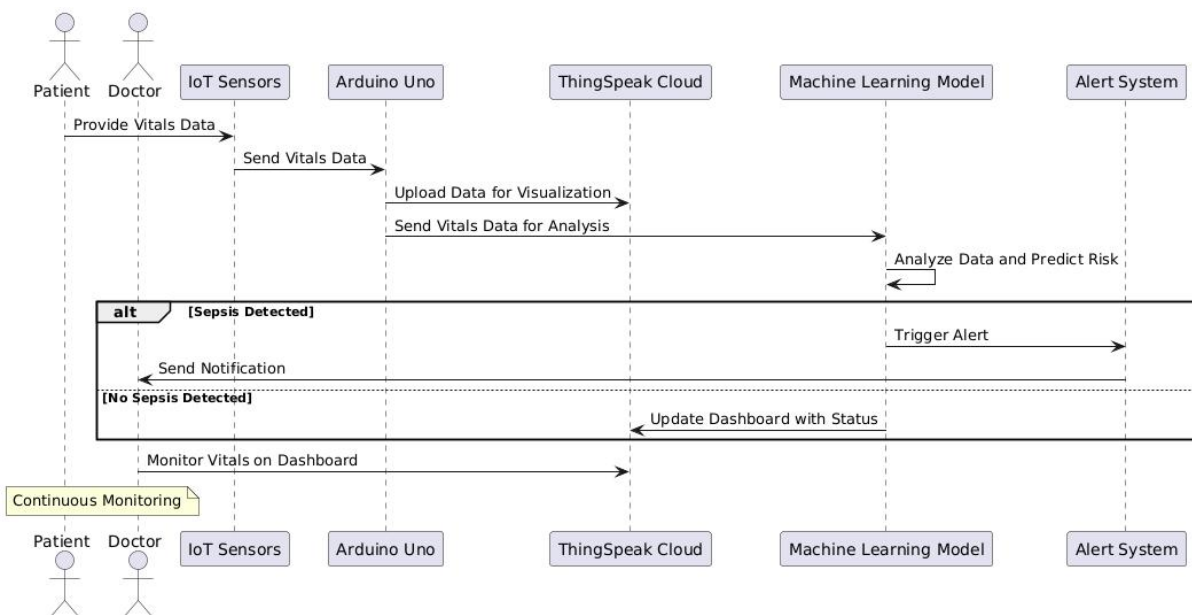 Patient
Doctor
IoT Sensors
Arduino Uno
ThingSpeak Cloud
Machine Learning Model
Alert System
Provide Vitals Data
Send Vitals Data
Upload Data for Visualization
Send Vitals Data for Analysis
Analyze Data and Predict Risk
alt
[Sepsis Detected]
Trigger Alert
Send Notification
[No Sepsis Detected]
Update Dashboard with Status
Monitor Vitals on Dashboard
Continuous Monitoring
Patient
Doctor
IoT Sensors
Arduino Uno
ThingSpeak Cloud
Machine Learning Model
Alert System